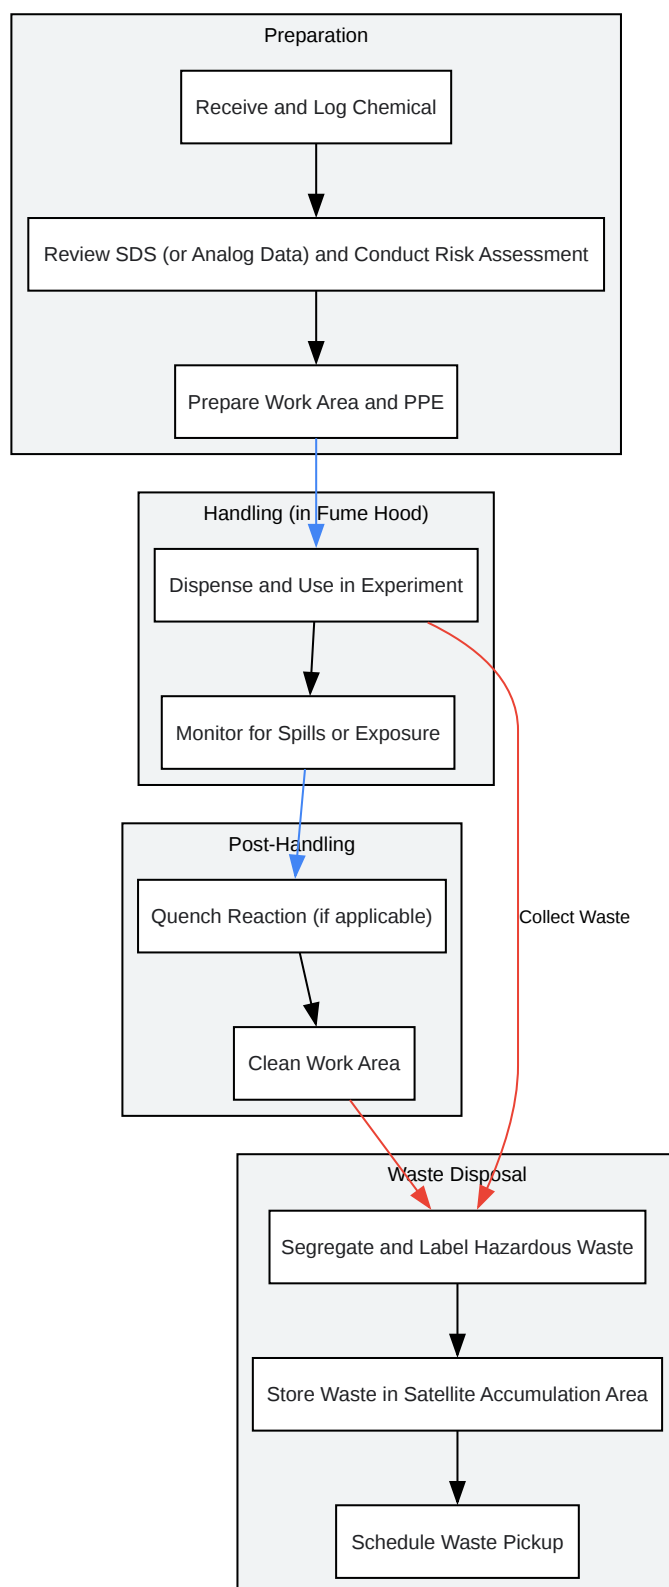 Preparation
Receive and Log Chemical
Review SDS (or Analog Data) and Conduct Risk Assessment
Prepare Work Area and PPE
Handling (in Fume Hood)
Dispense and Use in Experiment
Monitor for Spills or Exposure
Post-Handling
Quench Reaction (if applicable)
Collect Waste
Clean Work Area
Waste Disposal
Segregate and Label Hazardous Waste
Store Waste in Satellite Accumulation Area
Schedule Waste Pickup